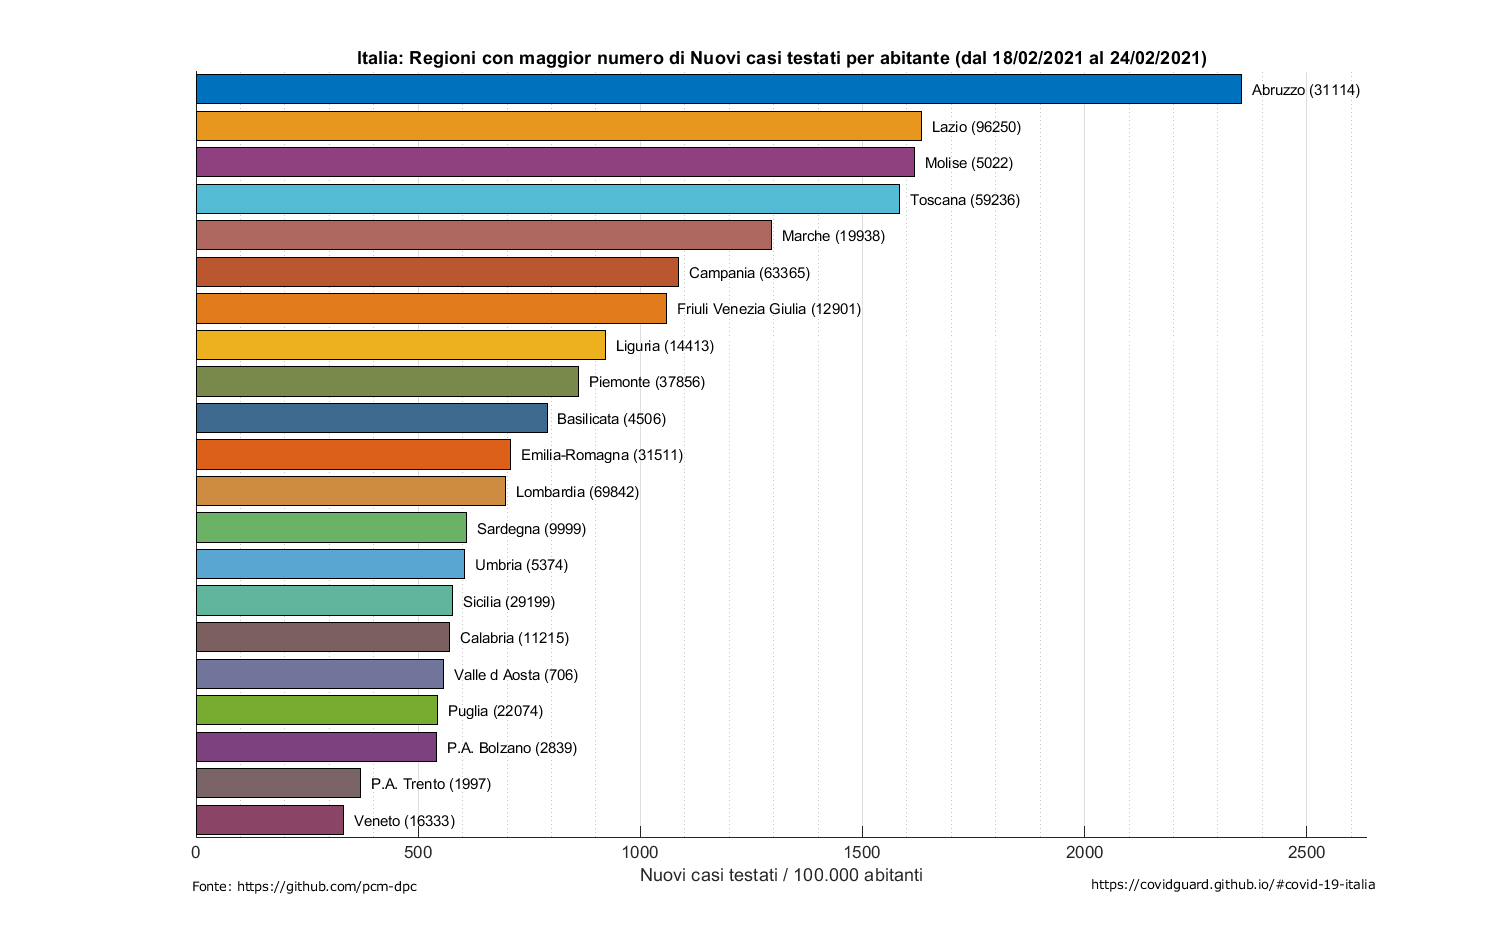 Italia: Regioni con maggior numero di Nuovi casi testati per abitante (dal 18/02/2021 al 24/02/2021)
Abruzzo (31114)
Lazio (96250)
Molise (5022)
Toscana (59236)
Marche (19938)
Campania (63365)
Friuli Venezia Giulia (12901)
Liguria (14413)
Piemonte (37856)
Basilicata (4506)
Emilia-Romagna (31511)
Lombardia (69842)
Sardegna (9999)
Umbria (5374)
Sicilia (29199)
Calabria (11215)
Valle d Aosta (706)
Puglia (22074)
P.A. Bolzano (2839)
P.A. Trento (1997)
Veneto (16333)
0 500 1000 1500 2000 2500
Nuovi casi testati / 100.000 abitanti
Fonte: https://github.com/pcm-dpc
https://covidguard.github.io/#covid-19-italia